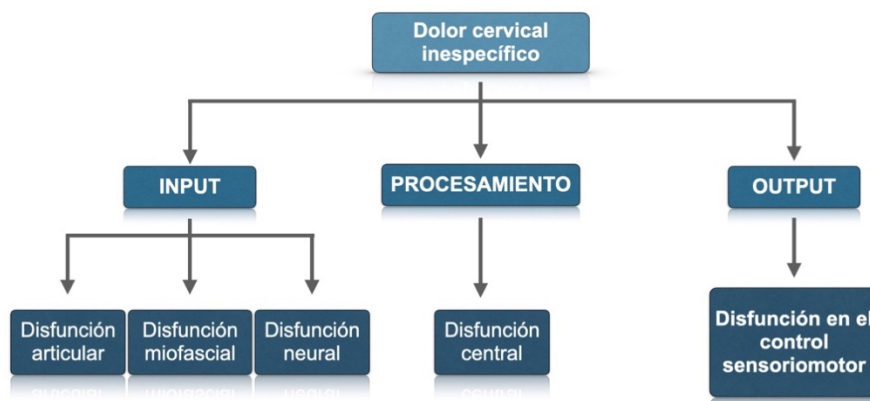 Dolor cervical
inespecífico
INPUT
PROCESAMIENTO
OUTPUT
Disfunción
articular
Disfunción
miofascial
Disfunción
neural
Disfunción
central
Disfunción en el
control
sensoriomotor